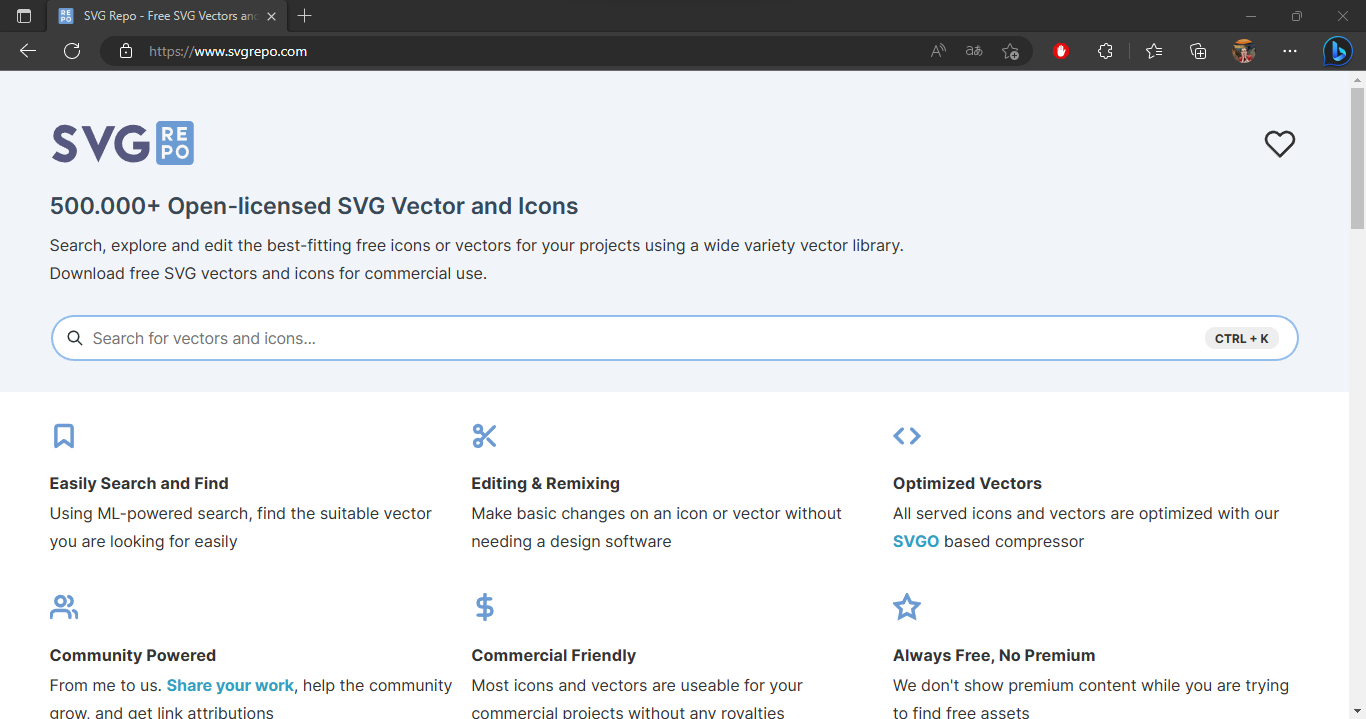 SVG Repo - Free SVG Vectors and
https://www.svgrepo.com
SVG RE
PO
500.000+ Open-licensed SVG Vector and Icons
Search, explore and edit the best-fitting free icons or vectors for your projects using a wide variety vector library.
Download free SVG vectors and icons for commercial use.
Search for vectors and icons... CTRL + K
Easily Search and Find
Using ML-powered search, find the suitable vector
you are looking for easily
Editing & Remixing
Make basic changes on an icon or vector without
needing a design software
Optimized Vectors
All served icons and vectors are optimized with our
SVGO based compressor
Community Powered
From me to us. Share your work, help the community
grow, and get link attributions
Commercial Friendly
Most icons and vectors are useable for your
commercial projects without any royalties
Always Free, No Premium
We don't show premium content while you are trying
to find free assets